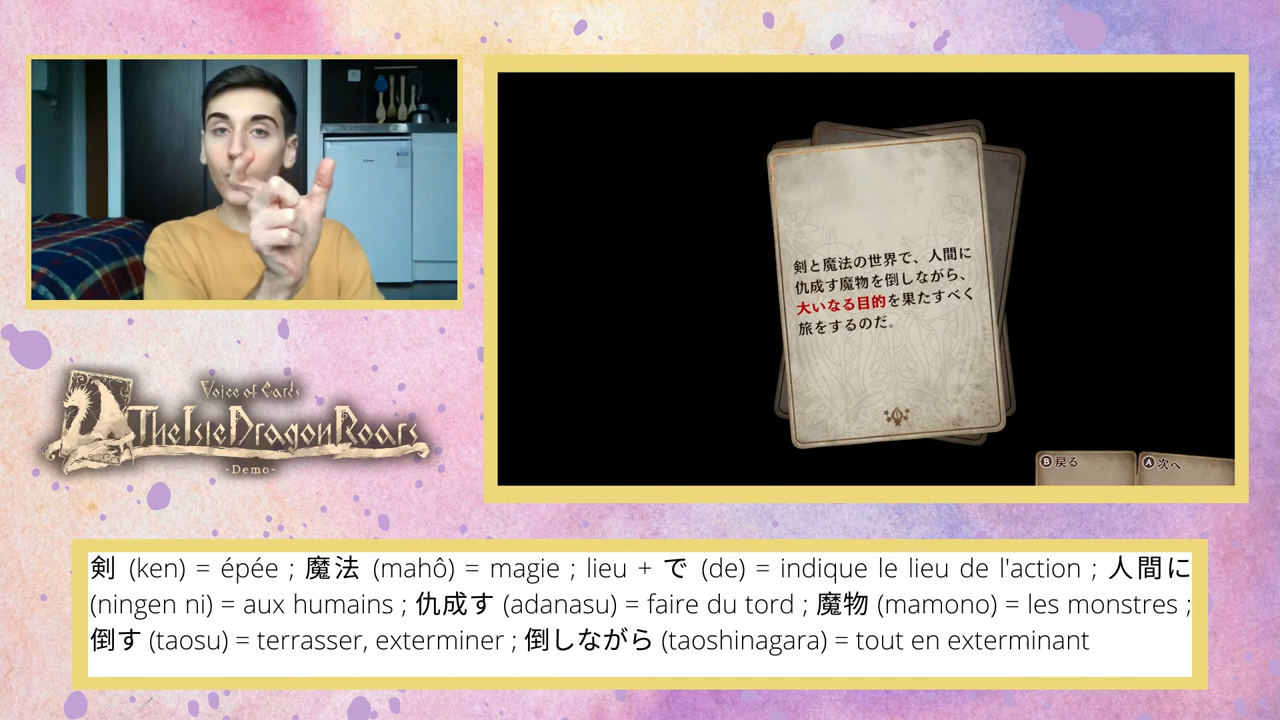 剣と魔法の世界で、人間に
仇成す魔物を倒しながら、
大いなる目的を果たすべく
旅をするのだ。
B 戻る
A 次へ
Voice of Cards
The Isle Dragon Roars
-Demo-
剣 (ken) = épée ; 魔法 (mahô) = magie ; lieu + で (de) = indique le lieu de l'action ; 人間に
(ningen ni) = aux humains ; 仇成す (adanasu) = faire du tord ; 魔物 (mamono) = les monstres ;
倒す (taosu) = terrasser, exterminer ; 倒しながら (taoshinagara) = tout en exterminant